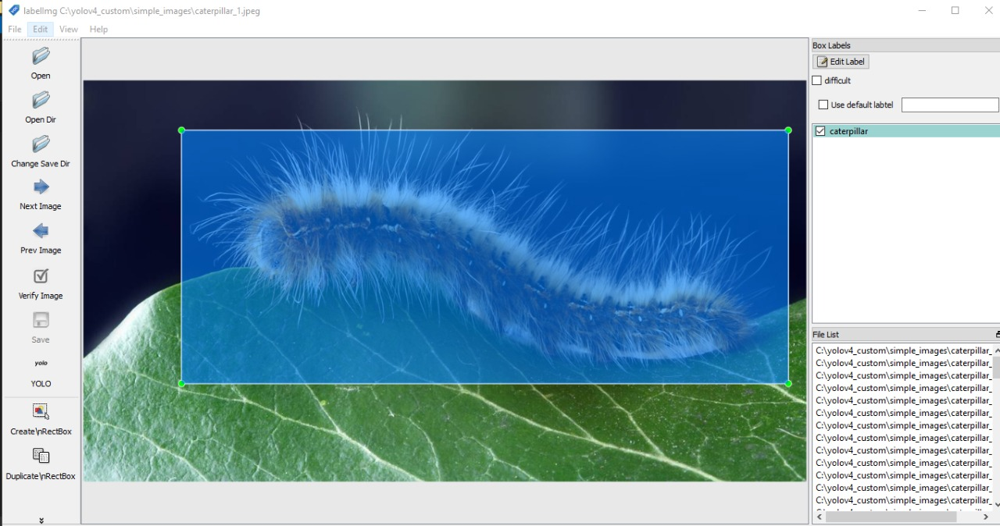 labelImg C:\yolov4_custom\simple_images\caterpillar_1.jpeg
File Edit View Help
Open
Open Dir
Change Save Dir
Next Image
Prev Image
Verify Image
Save
yolo
YOLO
Create\nRectBox
Duplicate\nRectBox
Box Labels
Edit Label
difficult
Use default labtel
caterpillar
File List
C:\yolov4_custom\simple_images\caterpillar_
C:\yolov4_custom\simple_images\caterpillar_
C:\yolov4_custom\simple_images\caterpillar_
C:\yolov4_custom\simple_images\caterpillar_
C:\yolov4_custom\simple_images\caterpillar_
C:\yolov4_custom\simple_images\caterpillar_
C:\yolov4_custom\simple_images\caterpillar_
C:\yolov4_custom\simple_images\caterpillar_
C:\yolov4_custom\simple_images\caterpillar_
C:\yolov4_custom\simple_images\caterpillar_
C:\yolov4_custom\simple_images\caterpillar_
C:\yolov4_custom\simple_images\caterpillar_
C:\yolov4_custom\simple_images\caterpillar_